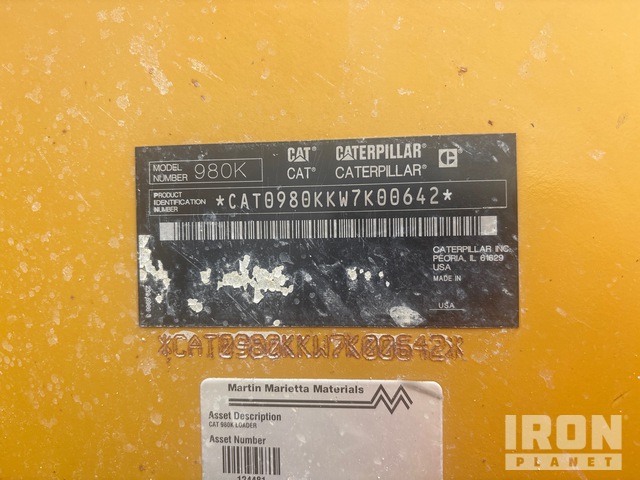 MODEL NUMBER 980K
CAT CATERPILLAR C
CAT® CATERPILLAR®
PRODUCT IDENTIFICATION NUMBER *CAT0980KKW7K00642*
CATERPILLAR INC.
PEORIA, IL 61629
USA
MADE IN
USA
*CAT0980KKW7K00642*
Martin Marietta Materials
Asset Description
CAT 980K LOADER
Asset Number
124481
IRON
PLANET